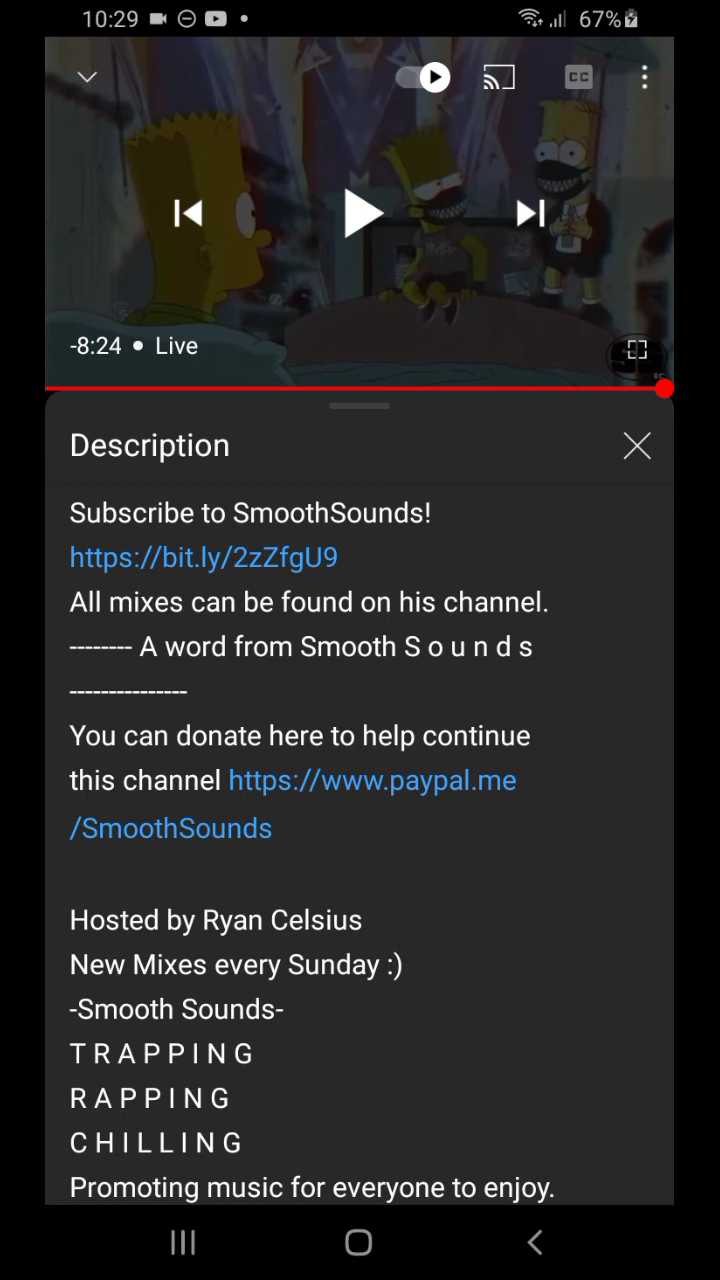 10:29
67%
CC
-8:24 • Live
Description
Subscribe to SmoothSounds!
https://bit.ly/2zZfgU9
All mixes can be found on his channel.
-------- A word from Smooth S o u n d s
---------------
You can donate here to help continue
this channel https://www.paypal.me
/SmoothSounds
Hosted by Ryan Celsius
New Mixes every Sunday :)
-Smooth Sounds-
T R A P P I N G
R A P P I N G
C H I L L I N G
Promoting music for everyone to enjoy.